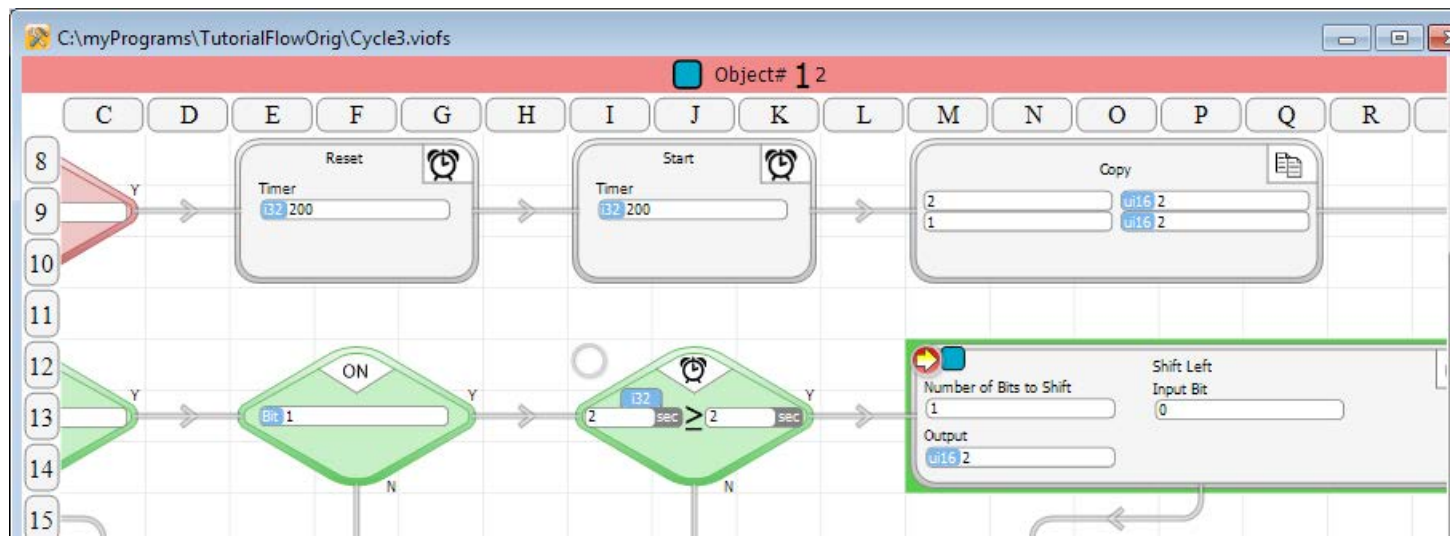 C:\myPrograms\TutorialFlowOrig\Cycle3.viofs
Object# 1 2
C D E F G H I J K L M N O P Q R
8
9
10
11
12
13
14
15
Y
Reset
Timer
i32 200
Start
Timer
i32 200
Copy
2 ui16 2
1 ui16 2
Y
ON
Bit 1
Y
N
i32
2 sec ≥ 2 sec
Y
N
Shift Left
Number of Bits to Shift Input Bit
1 0
Output
ui16 2